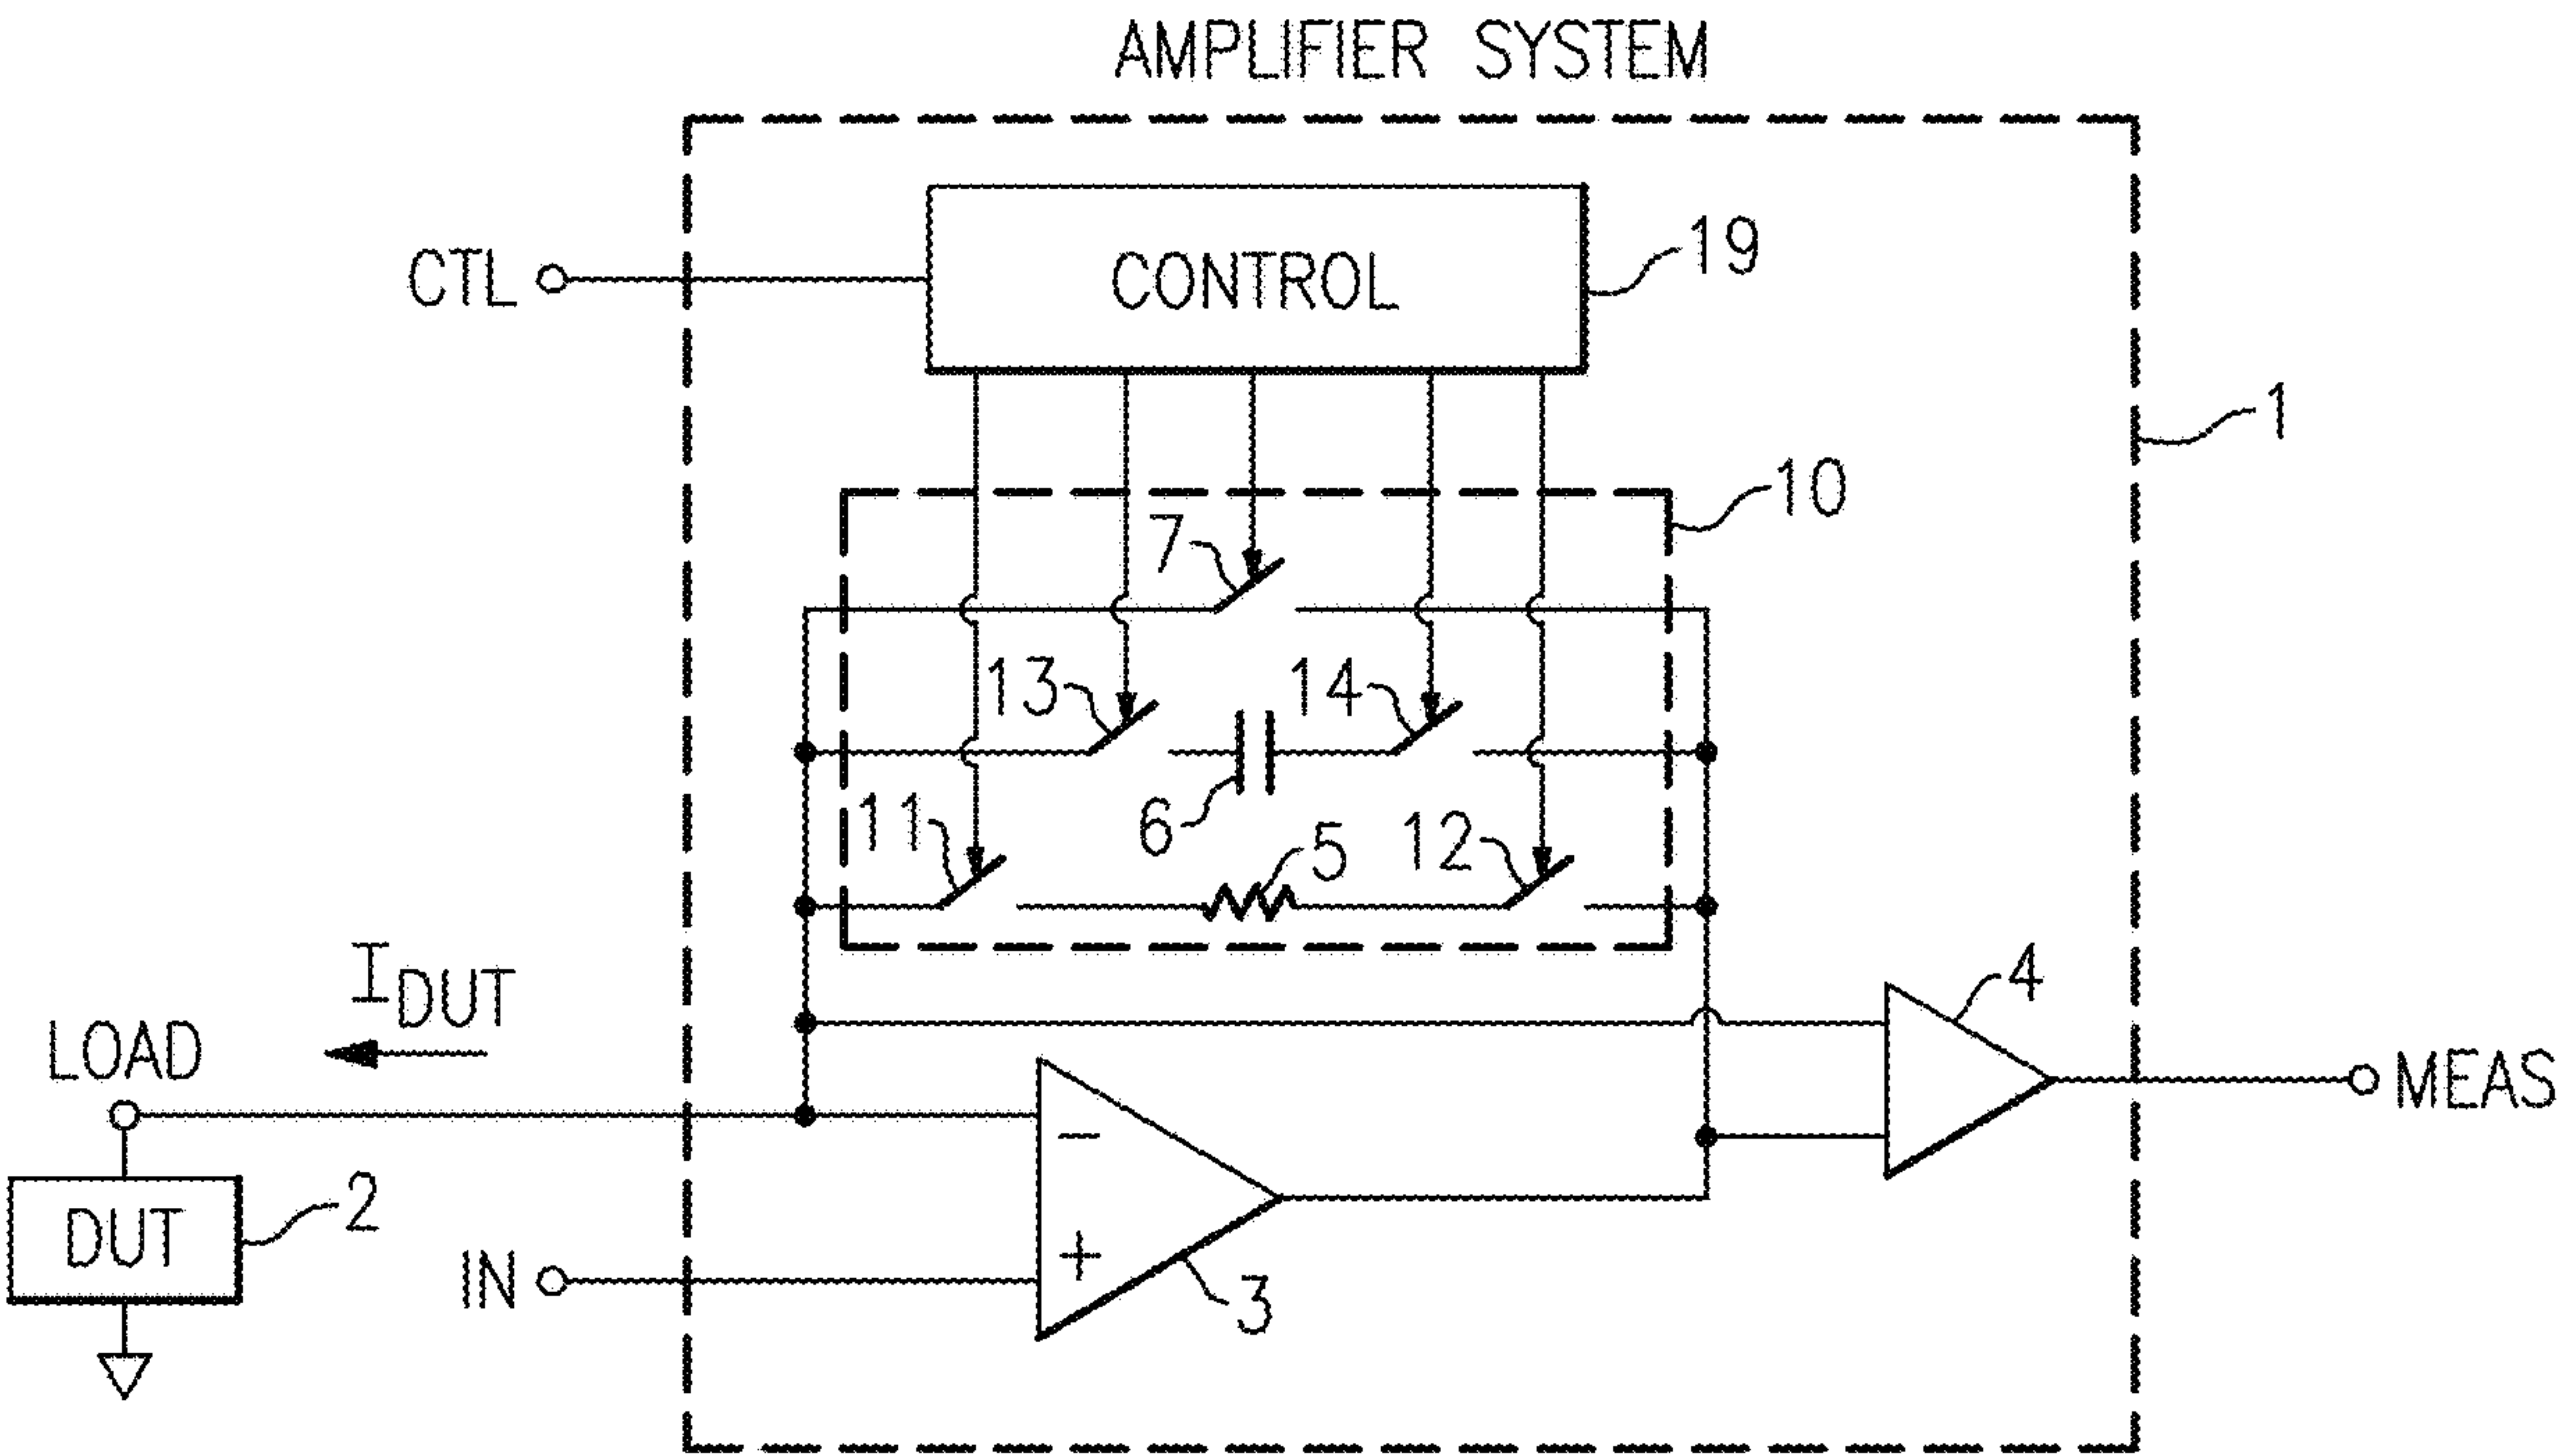 AMPLIFIER SYSTEM
CTL
CONTROL
19
1
10
7
13
14
6
11
5
12
I DUT
LOAD
4
MEAS
DUT
2
IN
−
+
3